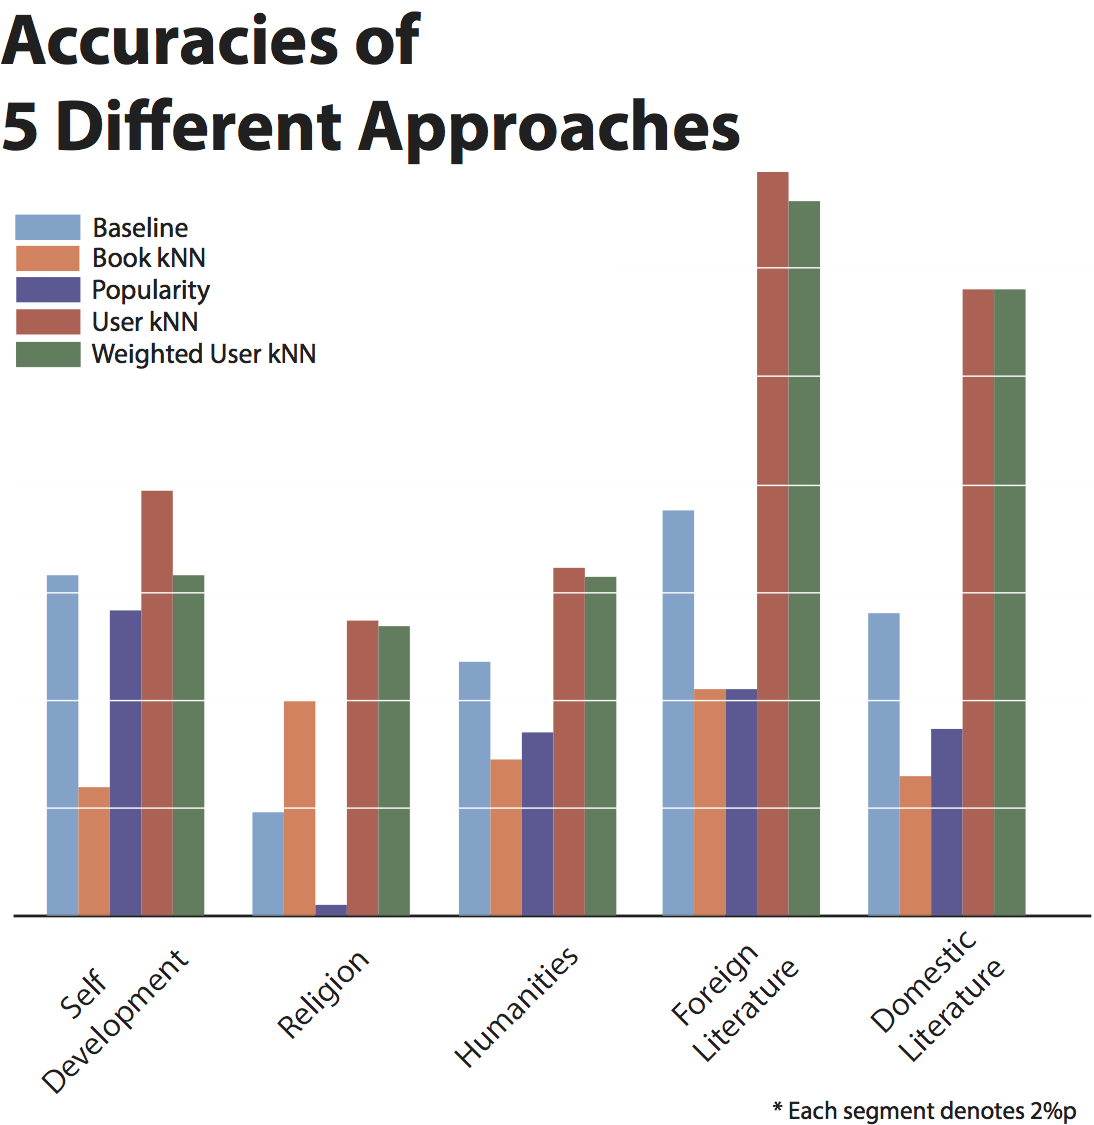 Accuracies of
5 Different Approaches
Baseline
Book kNN
Popularity
User kNN
Weighted User kNN
Self
Development
Religion
Humanities
Foreign
Literature
Domestic
Literature
* Each segment denotes 2%p